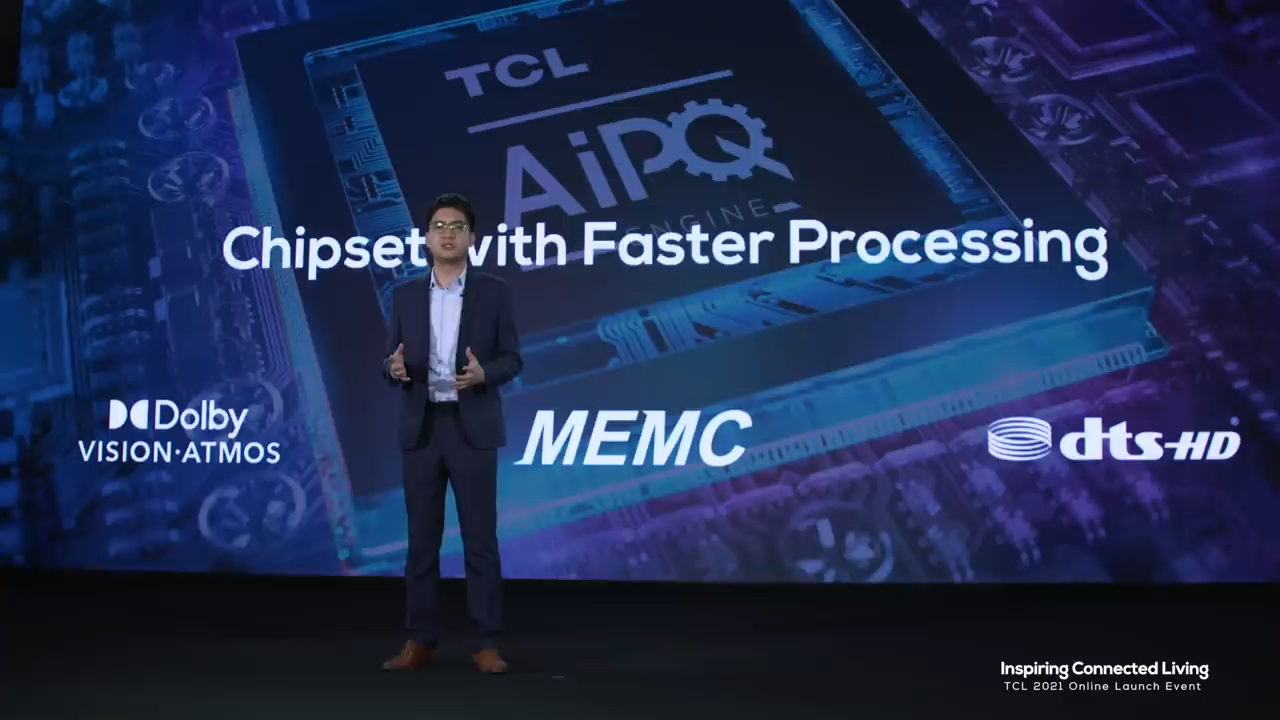 TCL
AiPQ
ENGINE
Chipset with Faster Processing
Dolby
VISION·ATMOS
MEMC
dts-HD
Inspiring Connected Living
TCL 2021 Online Launch Event